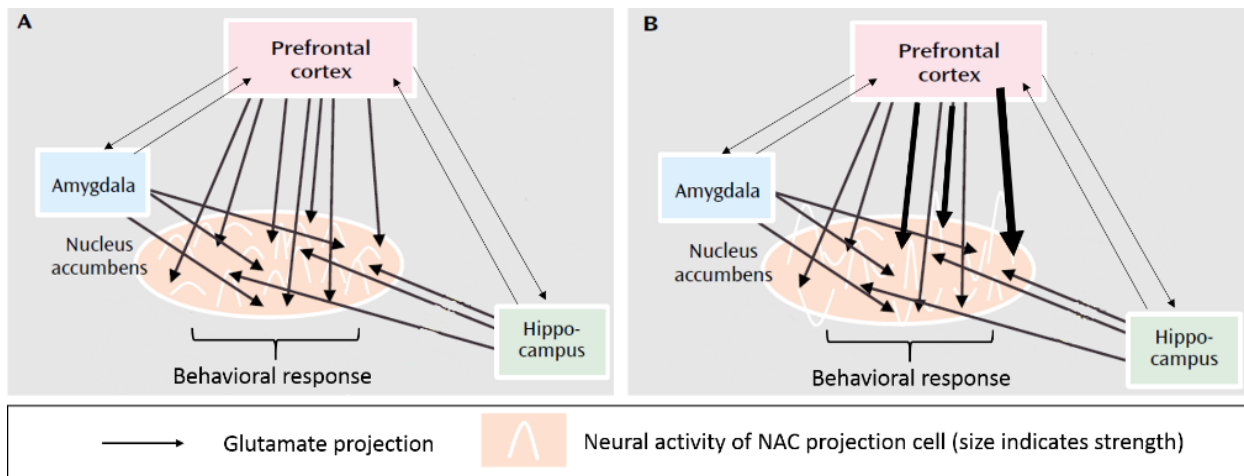 A
Prefrontal
cortex
Amygdala
Nucleus
accumbens
Hippo-
campus
Behavioral response
B
Prefrontal
cortex
Amygdala
Nucleus
accumbens
Hippo-
campus
Behavioral response
Glutamate projection
Neural activity of NAC projection cell (size indicates strength)